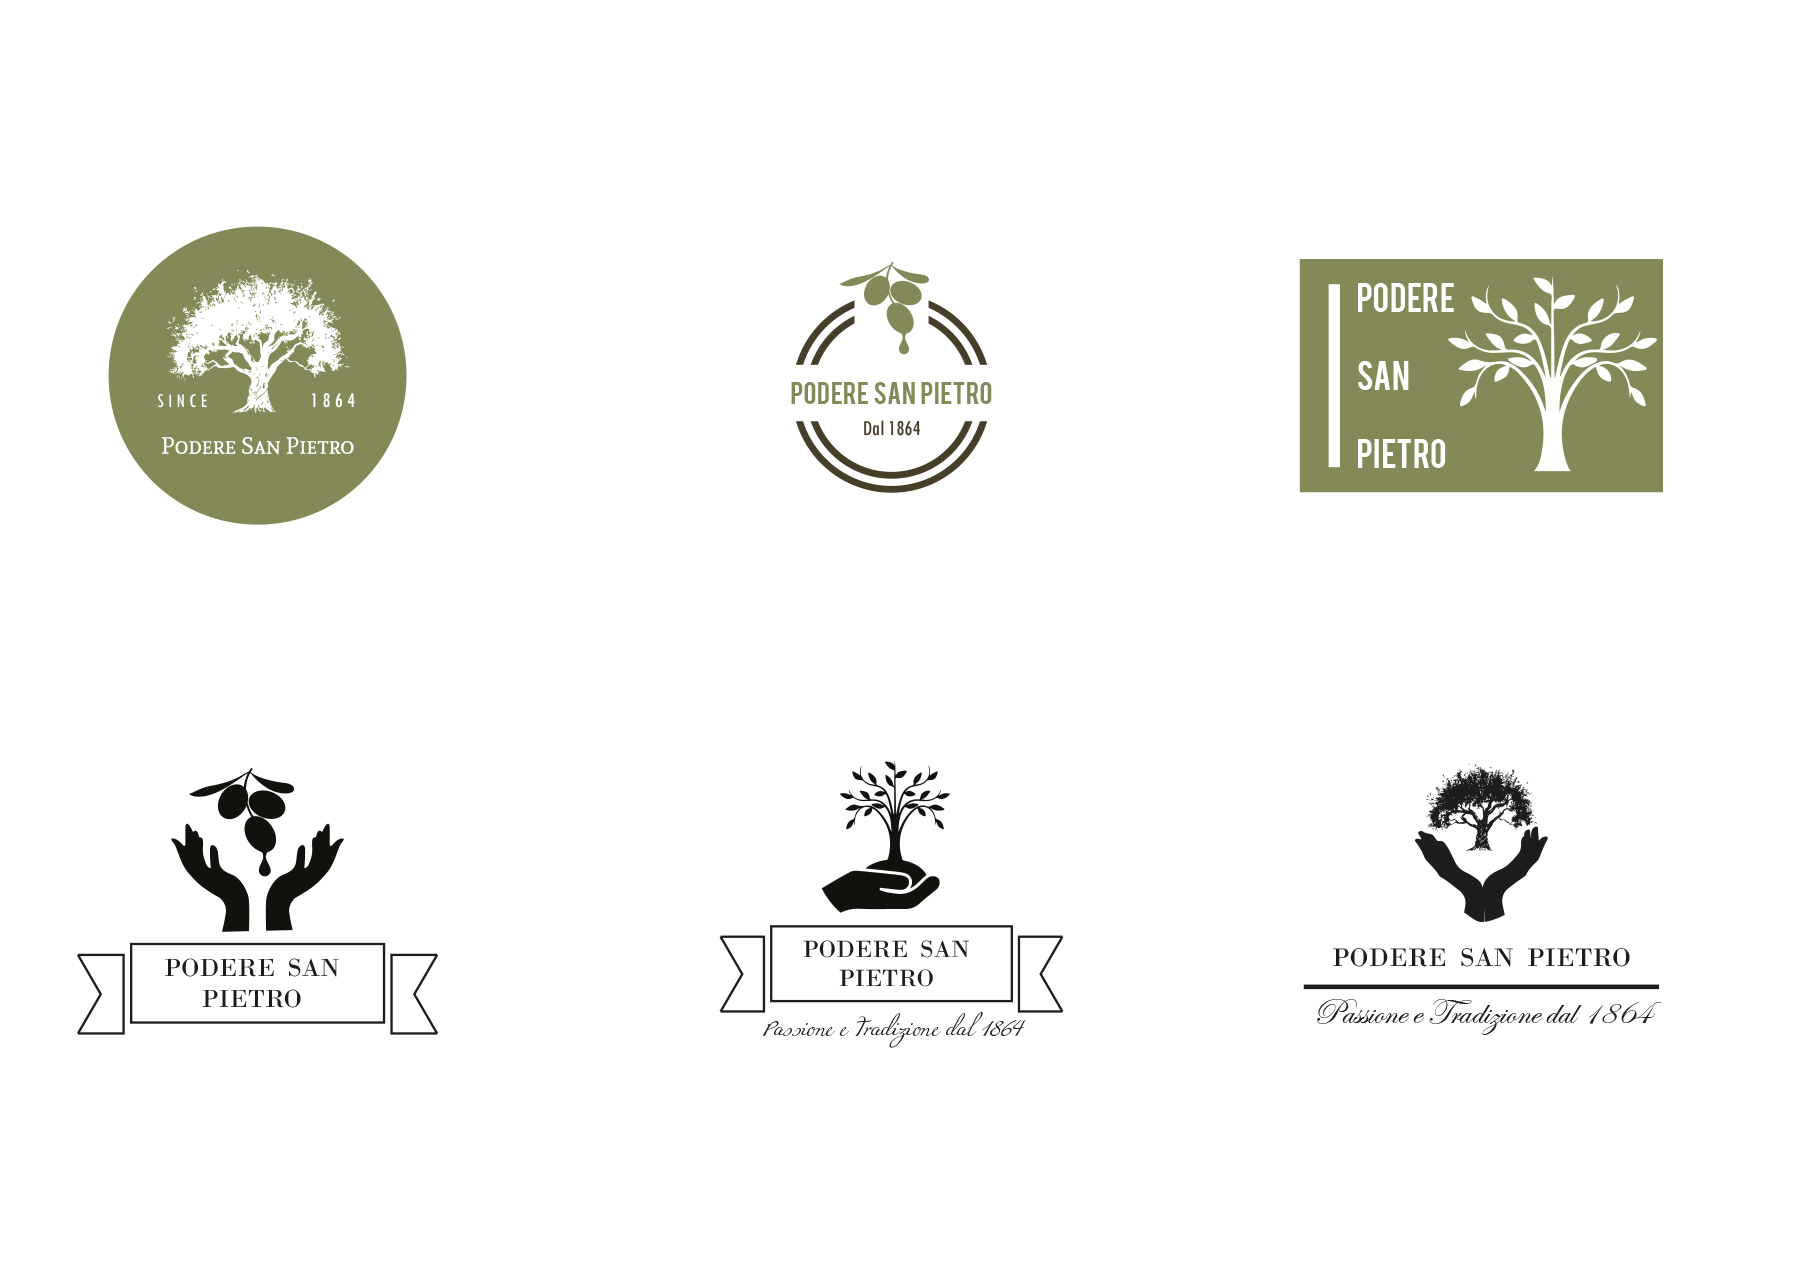 SINCE 1864
PODERE SAN PIETRO
PODERE SAN PIETRO
Dal 1864
PODERE
SAN
PIETRO
PODERE SAN
PIETRO
PODERE SAN
PIETRO
Passione e Tradizione dal 1864
PODERE SAN PIETRO
Passione e Tradizione dal 1864